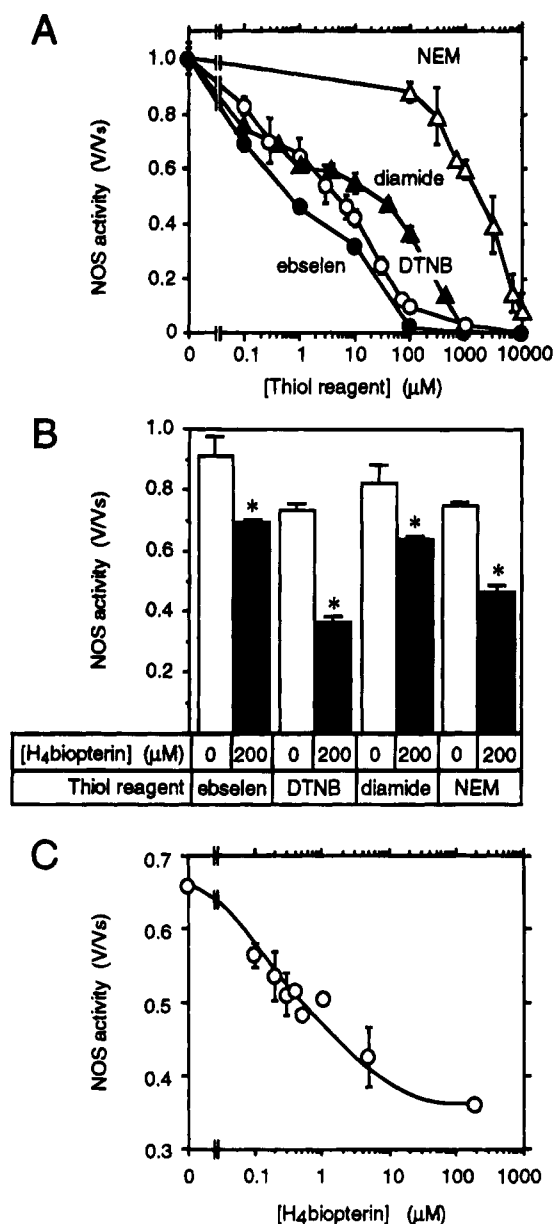 A
NEM
diamide
ebselen
DTNB
NOS activity (V/Vs)
1.0
0.8
0.6
0.4
0.2
0
0 0.1 1 10 100 1000 10000
[Thiol reagent] (μM)
B
NOS activity (V/Vs)
1.0
0.8
0.6
0.4
0.2
* * * *
[H4biopterin] (μM) 0 200 0 200 0 200 0 200
Thiol reagent ebselen DTNB diamide NEM
C
NOS activity (V/Vs)
0.7
0.6
0.5
0.4
0.3
0 0.1 1 10 100 1000
[H4biopterin] (μM)